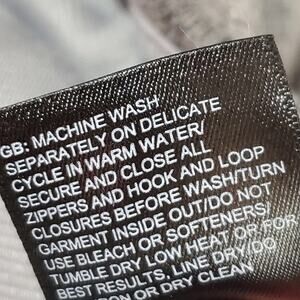 GB: MACHINE WASH
SEPARATELY ON DELICATE
CYCLE IN WARM WATER/
SECURE AND CLOSE ALL
ZIPPERS AND HOOK AND LOOP
CLOSURES BEFORE WASH/TURN
GARMENT INSIDE OUT/DO NOT
USE BLEACH OR SOFTENERS/
TUMBLE DRY LOW HEAT OR FOR
BEST RESULTS, LINE DRY/DO
OR DRY CLEAN